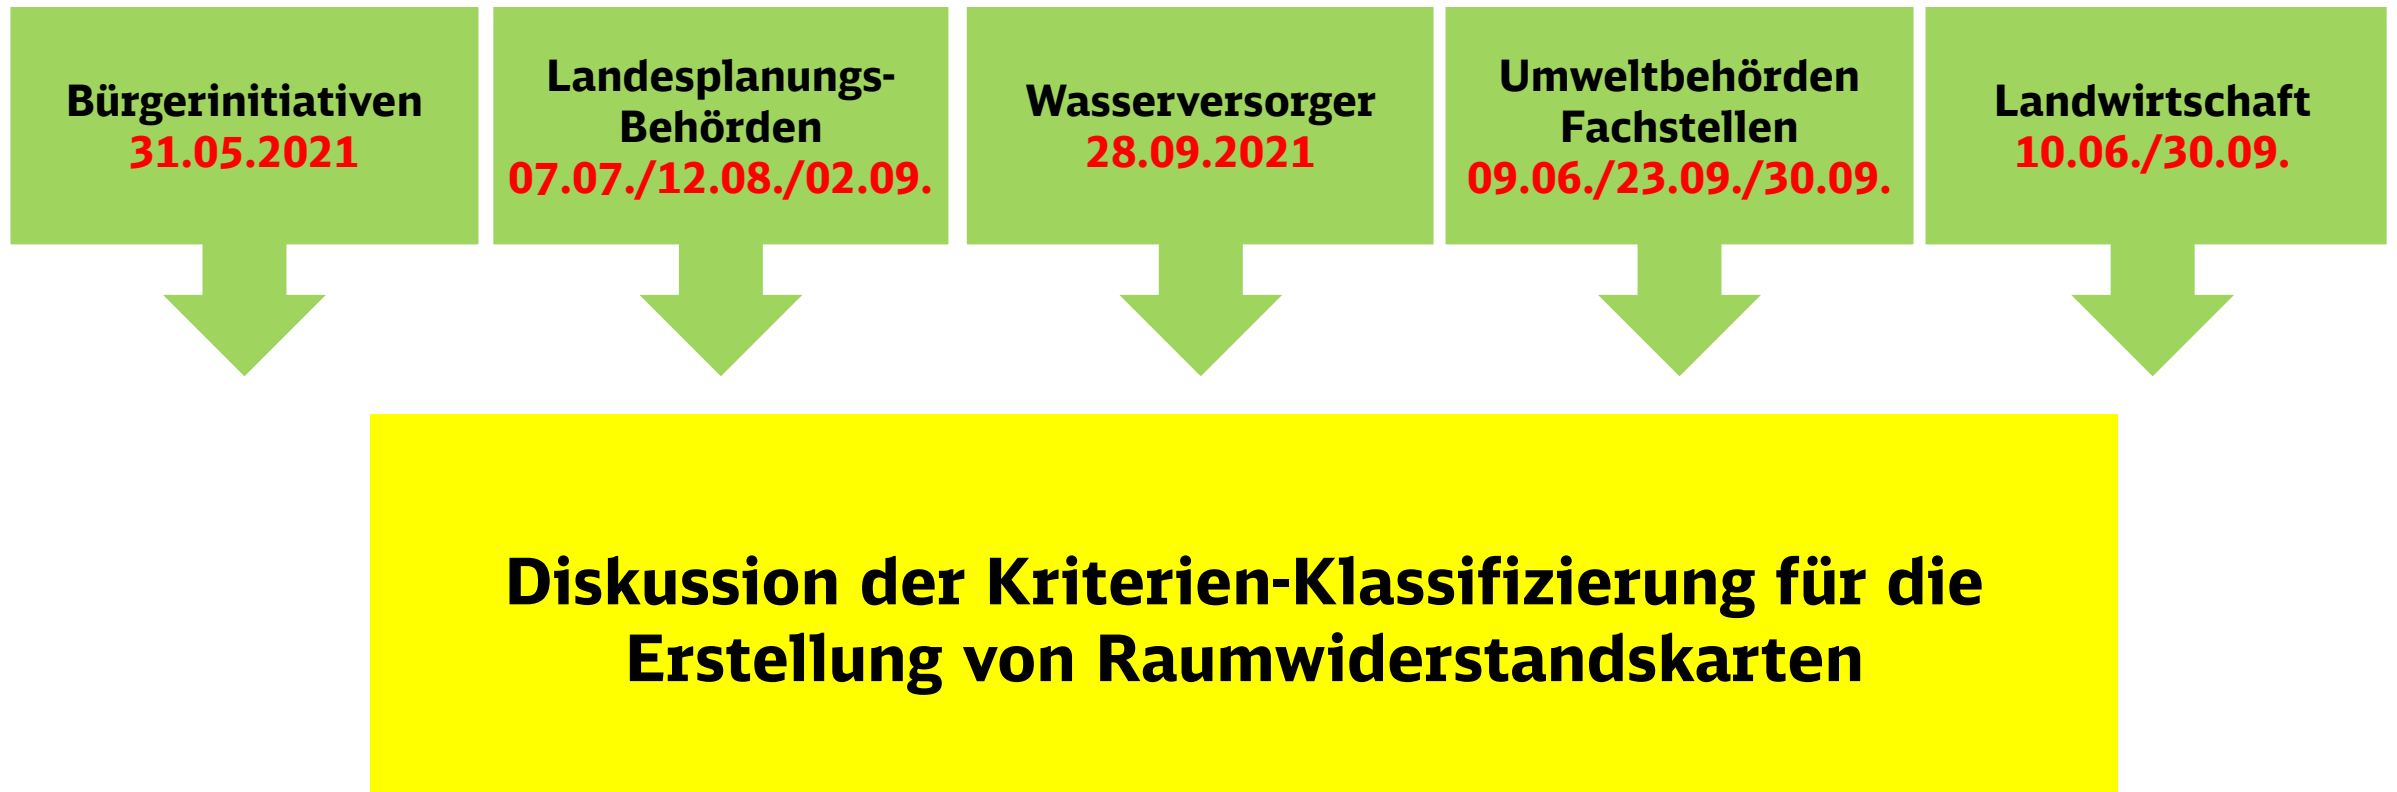 Bürgerinitiativen
31.05.2021
Landesplanungs-
Behörden
07.07./12.08./02.09.
Wasserversorger
28.09.2021
Umweltbehörden
Fachstellen
09.06./23.09./30.09.
Landwirtschaft
10.06./30.09.
Diskussion der Kriterien-Klassifizierung für die
Erstellung von Raumwiderstandskarten